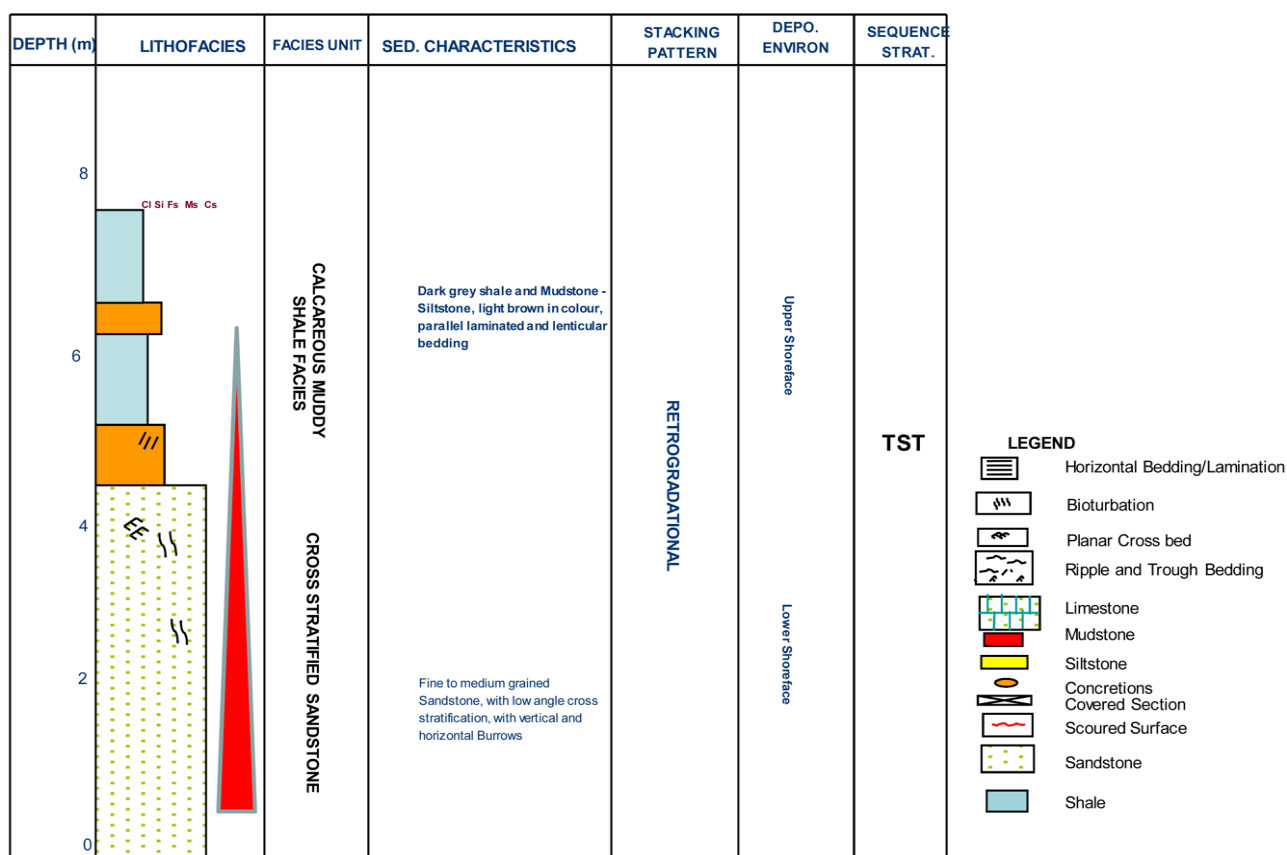 DEPTH (m)
LITHOFACIES
FACIES UNIT
SED. CHARACTERISTICS
STACKING
PATTERN
DEPO.
ENVIRON
SEQUENCE
STRAT.
8
Cl Si Fs Ms Cs
6
4
2
0
CALCAREOUS MUDDY
SHALE FACIES
CROSS STRATIFIED SANDSTONE
Dark grey shale and Mudstone -
Siltstone, light brown in colour,
parallel laminated and lenticular
bedding
Fine to medium grained
Sandstone, with low angle cross
stratification, with vertical and
horizontal Burrows
RETROGRADATIONAL
Upper Shoreface
Lower Shoreface
TST
LEGEND
Horizontal Bedding/Lamination
Bioturbation
Planar Cross bed
Ripple and Trough Bedding
Limestone
Mudstone
Siltstone
Concretions
Covered Section
Scoured Surface
Sandstone
Shale